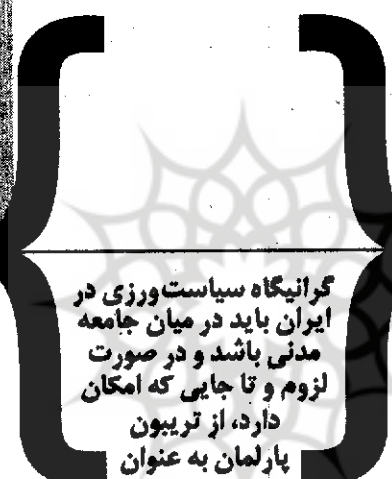 گرانیگاه سیاست‌ورزی در
ایران باید در میان جامعه
مدنی باشد و در صورت
لزوم و تا جایی که امکان
دارد، از تریبون
پارلمان به عنوان